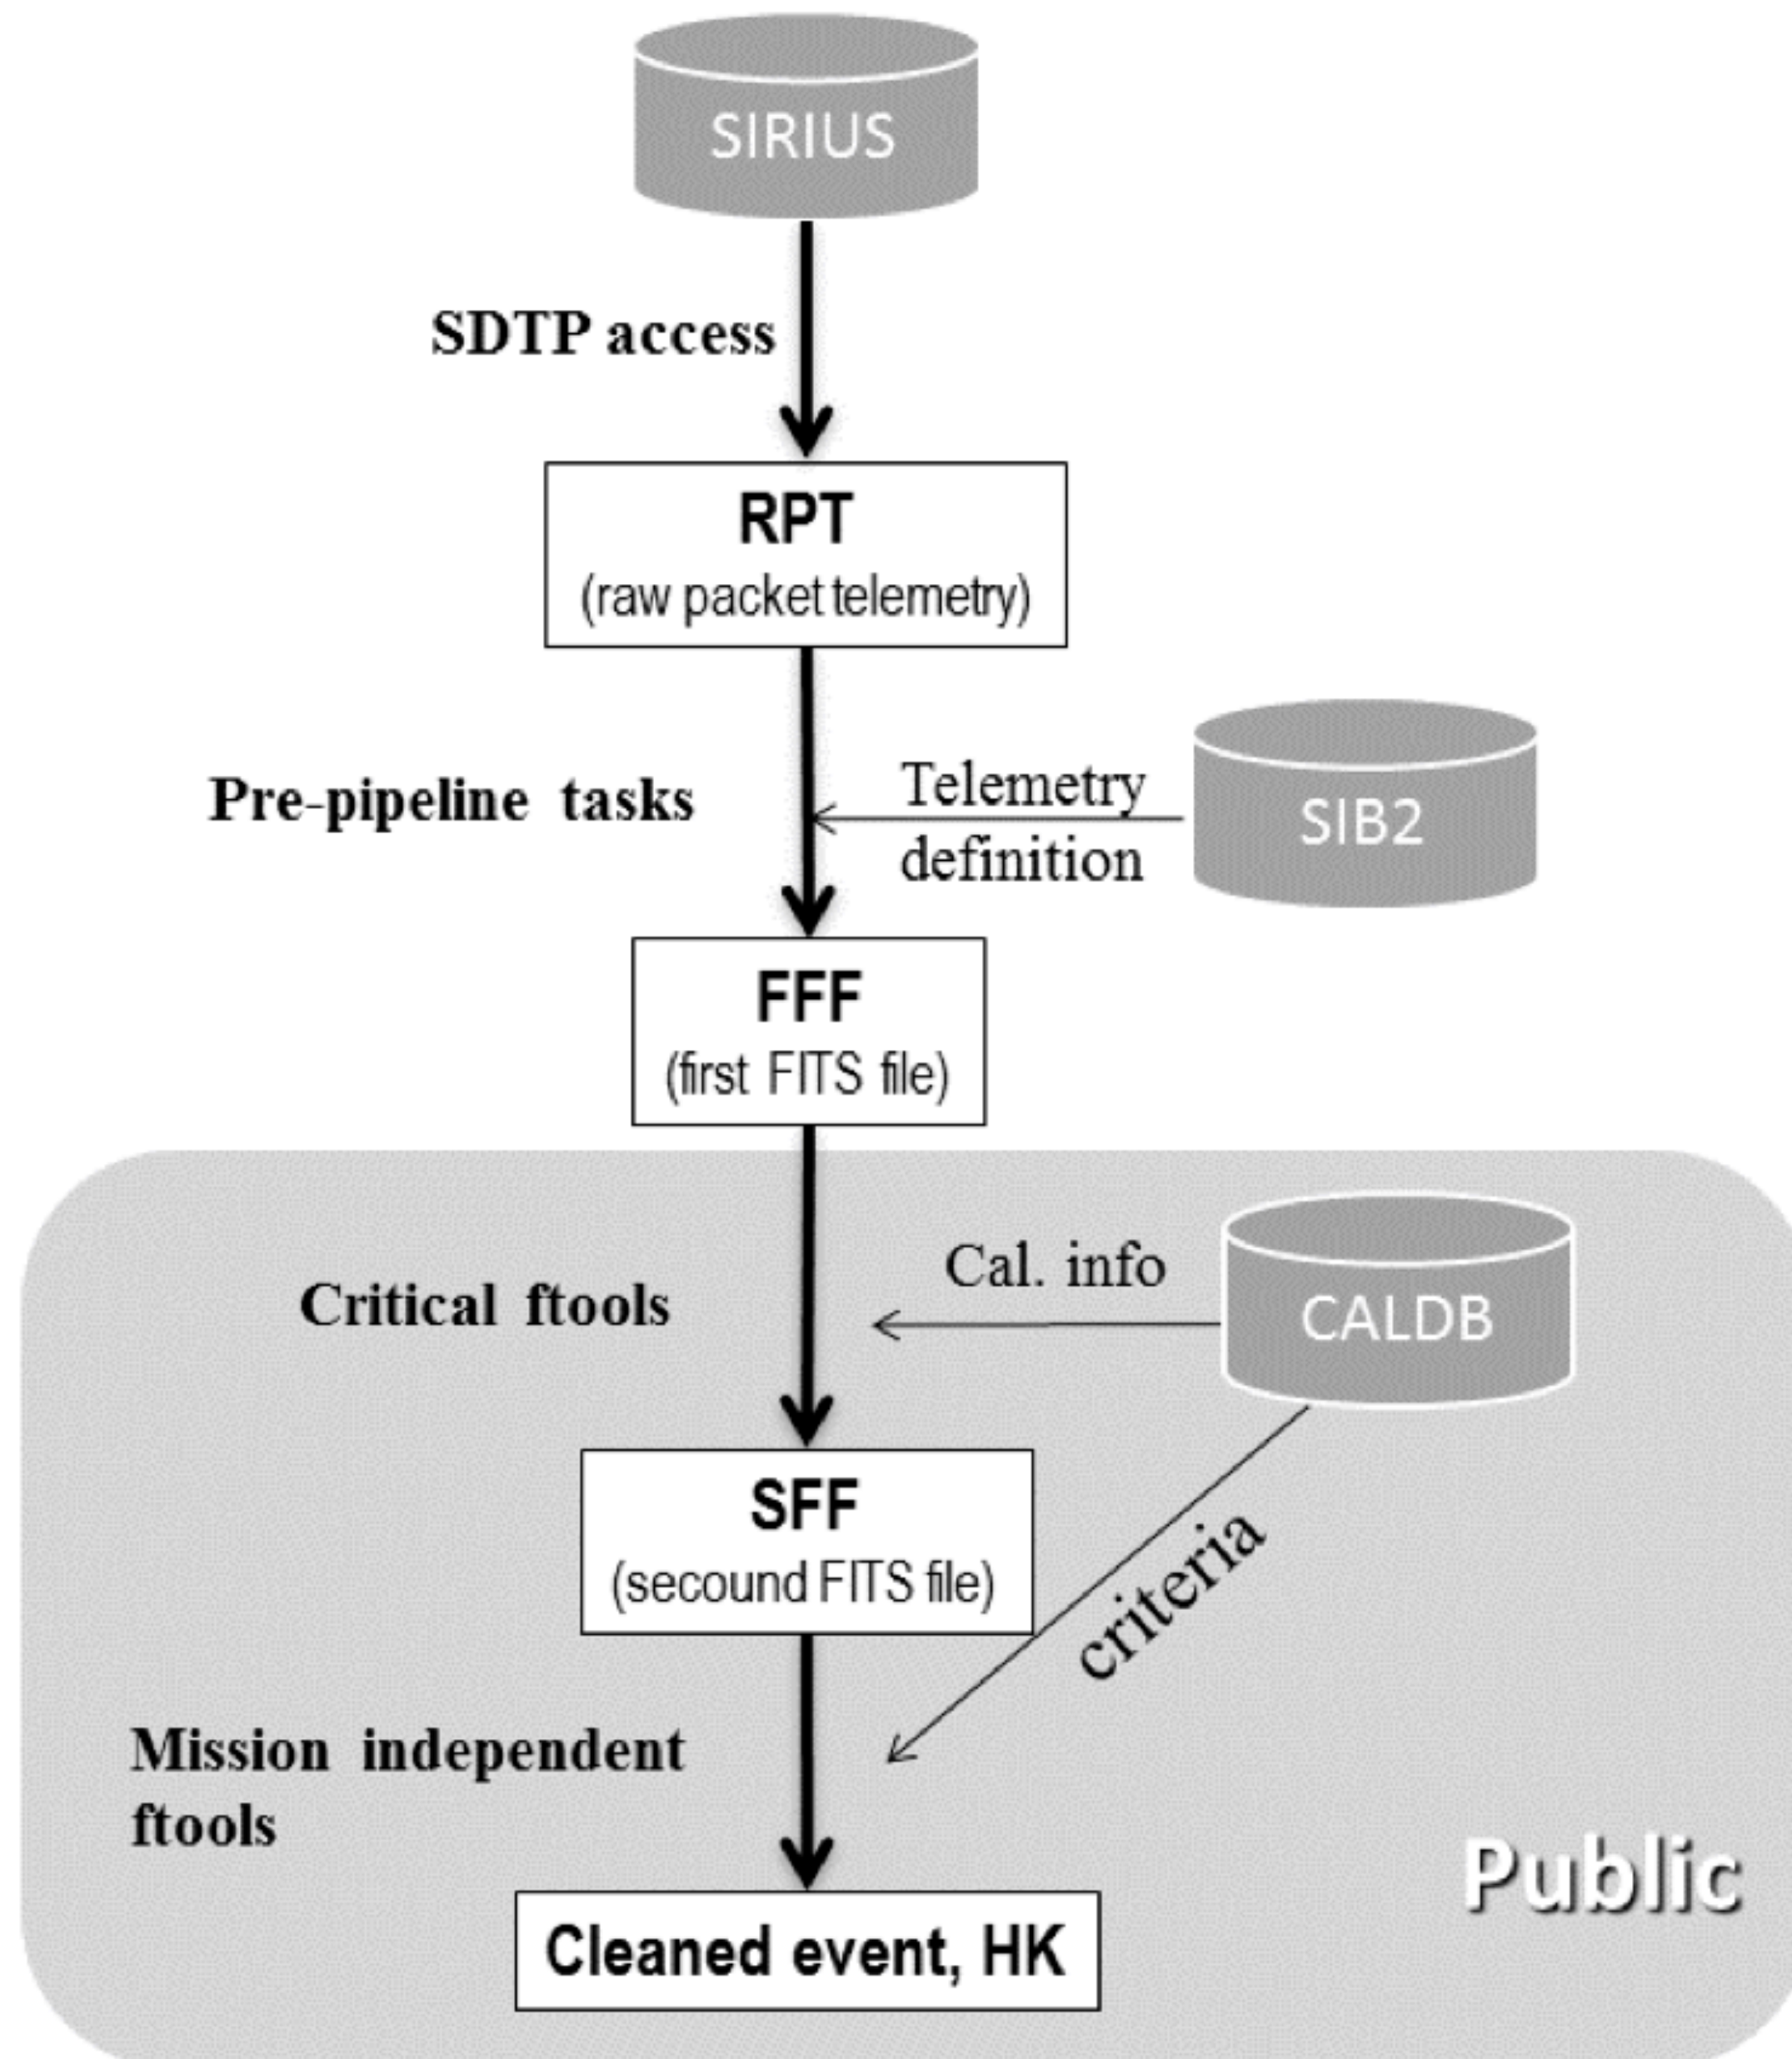 SIRIUS
SDTP access
RPT
(raw packet telemetry)
Pre-pipeline tasks
Telemetry
definition
SIB2
FFF
(first FITS file)
Critical ftools
Cal. info
CALDB
SFF
(secound FITS file)
criteria
Mission independent
ftools
Public
Cleaned event, HK